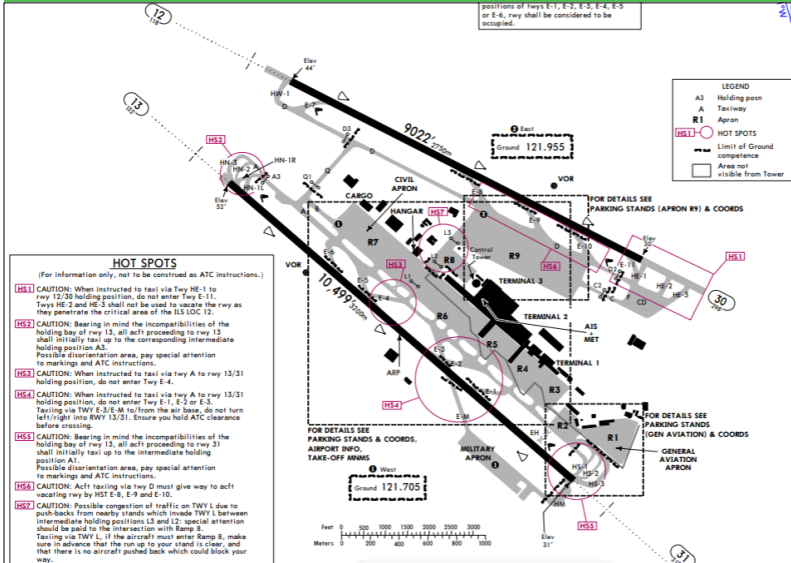 positions of twys E-1, E-2, E-3, E-4, E-5
or E-6, rwy shall be considered to be
occupied.
12
118°
Elev
44'
HW-1
D
E-7
13
132°
9022' 2750m
D3
D
2 East
Ground 121.955
LEGEND
A3 Holding posn
A Taxiway
R1 Apron
HS1 HOT SPOTS
Limit of Ground
competence
Area not
visible from Tower
HS2
HN-3
HN-2
A
HN-1R
A3
HN-1L
Q
Q1
CIVIL
APRON
CARGO
VOR
E-8
Elev
52'
A
B
HANGAR
HS7
2
E-9
FOR DETAILS SEE
PARKING STANDS (APRON R9) & COORDS
1
R7
L3
Control
Tower
R9
D
E-10
Elev
30'
HS1
E-6
HS3
L2
R8
HS6
E-11
D2
HE-1
VOR
E-5
L1
TERMINAL 3
C2
C
F
HE-2
HE-3
CD
30
298°
10.499' 3200m
E-4
R6
TERMINAL 2
AIS
+
MET
ARP
E-3
E-2
R5
R4
TERMINAL 1
R3
HS4
E-1
E-M
FOR DETAILS SEE
PARKING STANDS & COORDS,
AIRPORT INFO,
TAKE-OFF MNMS
EH
R2
R1
FOR DETAILS SEE
PARKING STANDS
(GEN AVIATION) & COORDS
GENERAL
AVIATION
APRON
MILITARY
APRON
1
HS-1
HS-2
HS-3
1 West
Ground 121.705
HM
HS5
Feet 0 500 1000 1500 2000 2500 3000
Meters 0 200 400 600 800 1000
Elev
31'
31
HOT SPOTS
(For information only, not to be construed as ATC instructions.)
HS1 CAUTION: When instructed to taxi via Twy HE-1 to
rwy 12/30 holding position, do not enter Twy E-11.
Twys HE-2 and HE-3 shall not be used to vacate the rwy as
they penetrate the critical area of the ILS LOC 12.
HS2 CAUTION: Bearing in mind the incompatibilities of the
holding bay of rwy 13, all acft proceeding to rwy 13
shall initially taxi up to the corresponding intermediate
holding position A3.
Possible disorientation area, pay special attention
to markings and ATC instructions.
HS3 CAUTION: When instructed to taxi via twy A to rwy 13/31
holding position, do not enter Twy E-4.
HS4 CAUTION: When instructed to taxi via twy A to rwy 13/31
holding position, do not enter Twy E-1, E-2 or E-3.
Taxiing via TWY E-3/E-M to/from the air base, do not turn
left/right into RWY 13/31. Ensure you hold ATC clearance
before crossing.
HS5 CAUTION: Bearing in mind the incompatibilities of the
holding bay of rwy 13, all acft proceeding to rwy 31
shall initially taxi up to the intermediate holding
position A1.
Possible disorientation area, pay special attention
to markings and ATC instructions.
HS6 CAUTION: Acft taxiing via twy D must give way to acft
vacating rwy by HST E-8, E-9 and E-10.
HS7 CAUTION: Possible congestion of traffic on TWY L due to
push-backs from nearby stands which invade TWY L between
intermediate holding positions L3 and L2: special attention
should be paid to the intersection with Ramp 8.
Taxiing via TWY L, if the aircraft must enter Ramp 8, make
sure in advance that the run up to your stand is clear, and
that there is no aircraft pushed back which could block your
way.